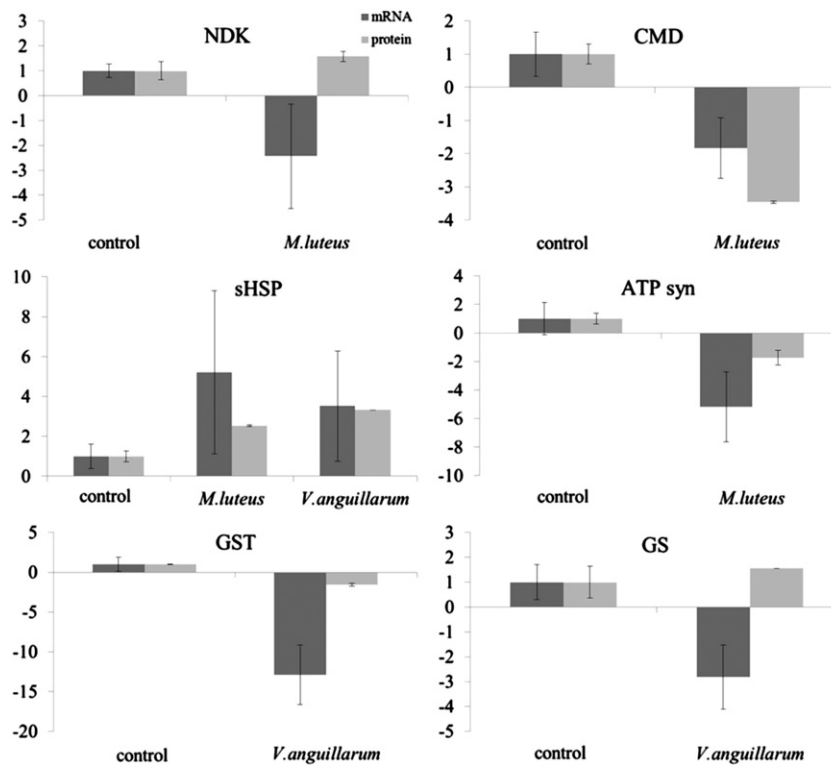 NDK
mRNA
protein
3
2
1
0
-1
-2
-3
-4
-5
control
M.luteus
CMD
2
1
0
-1
-2
-3
-4
control
M.luteus
sHSP
10
8
6
4
2
0
control
M.luteus
V.anguillarum
ATP syn
4
2
0
-2
-4
-6
-8
-10
control
M.luteus
GST
5
0
-5
-10
-15
-20
control
V.anguillarum
GS
3
2
1
0
-1
-2
-3
-4
-5
control
V.anguillarum